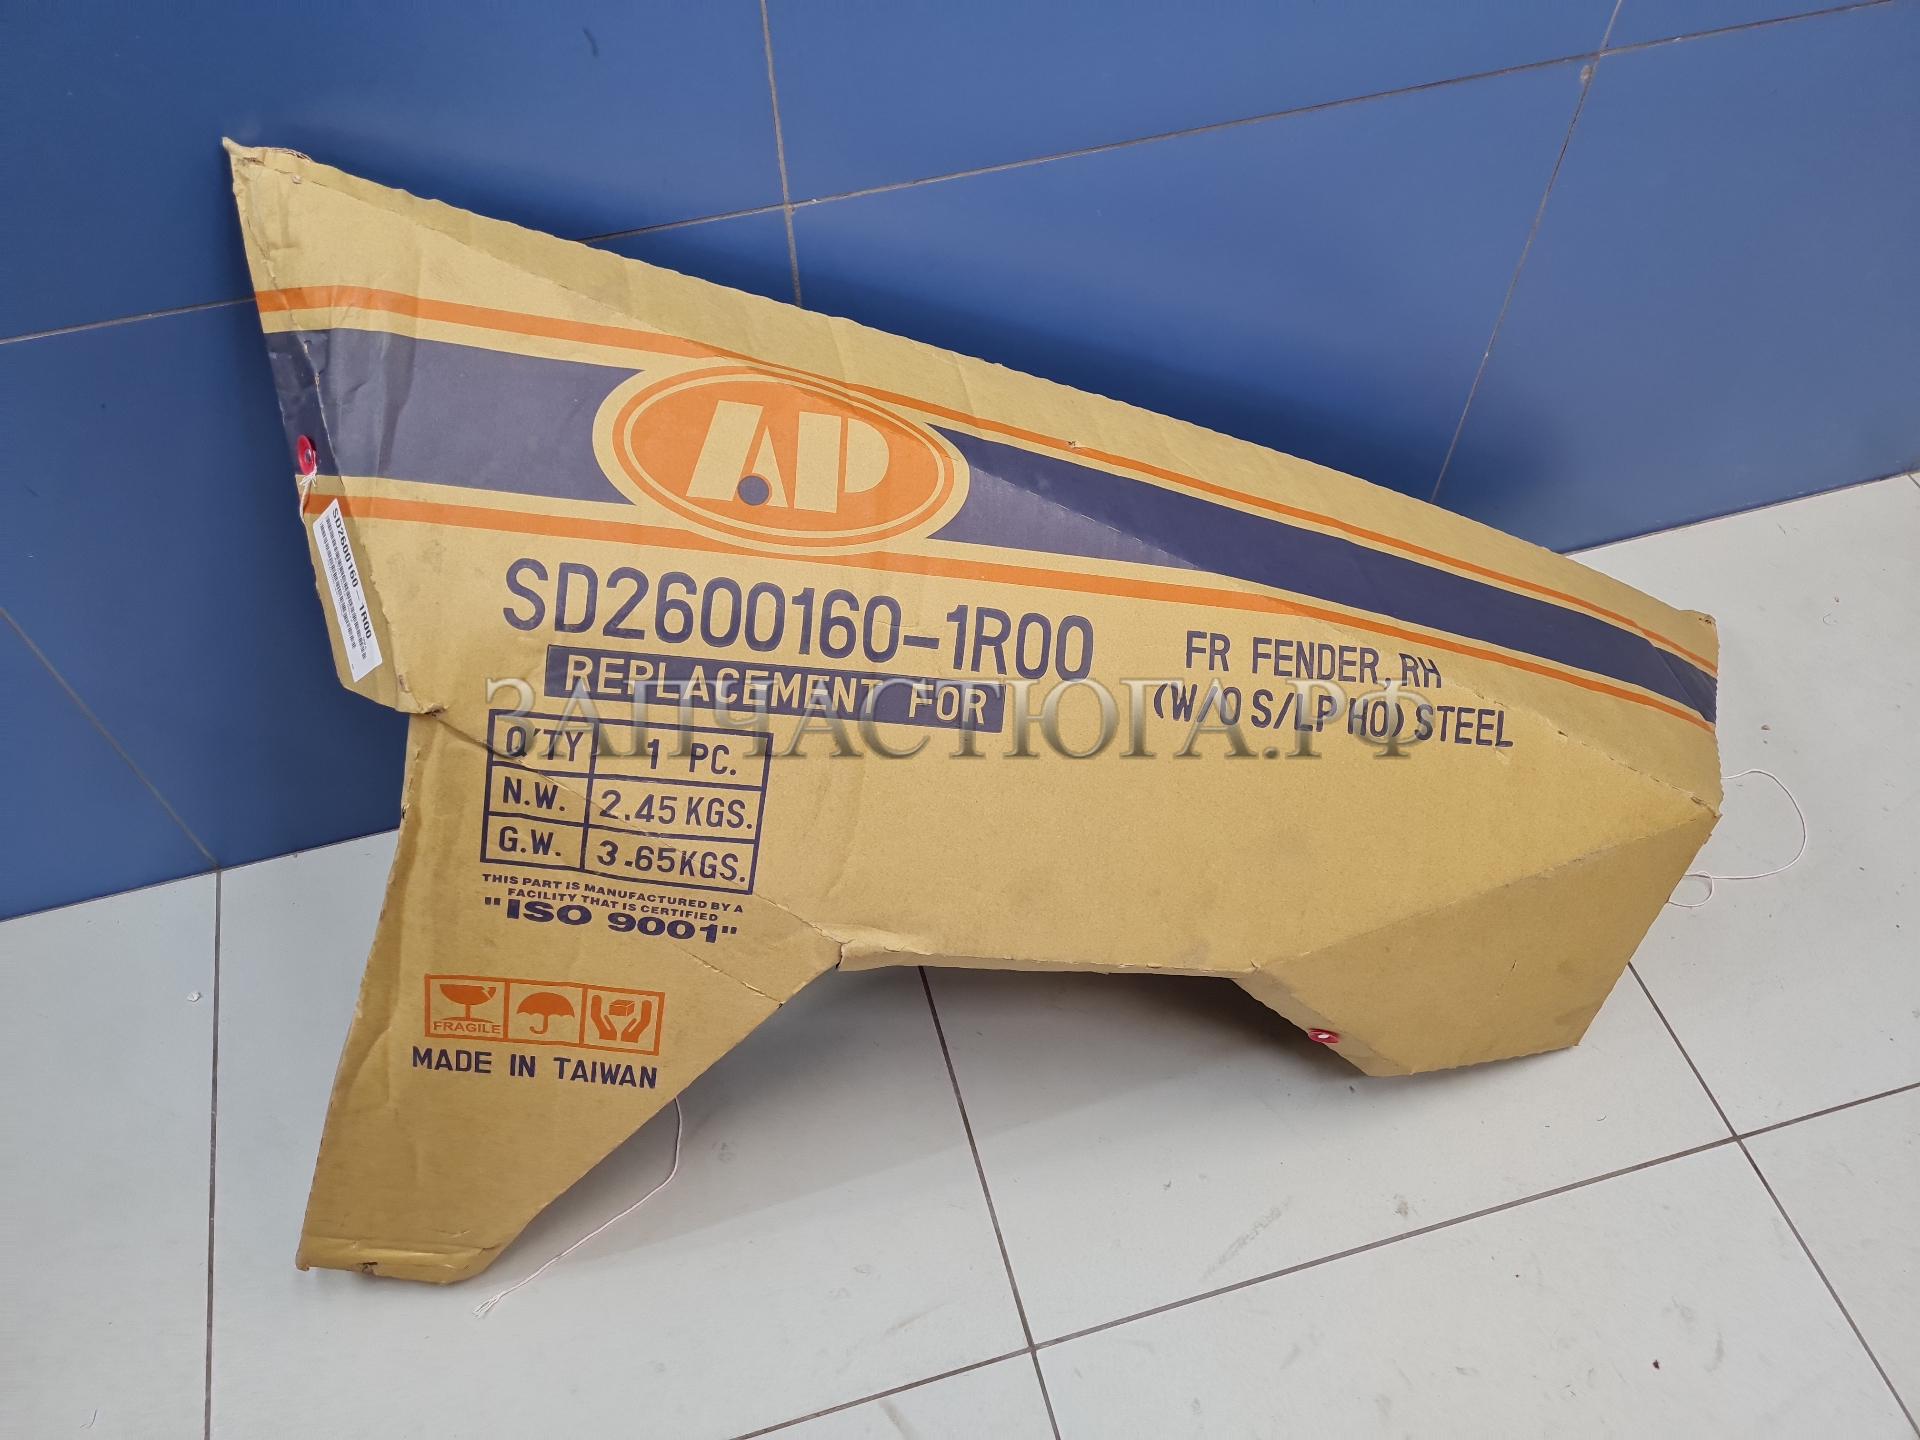 AP
SD2600160-1R00
SD2600160-1R00
FR FENDER, RH
(W/O S/LP HO) STEEL
REPLACEMENT FOR
ЗАПЧАСТЮГА.РФ
Q'TY 1 PC.
N.W. 2.45 KGS.
G.W. 3.65 KGS.
THIS PART IS MANUFACTURED BY A
FACILITY THAT IS CERTIFIED
"ISO 9001"
FRAGILE
MADE IN TAIWAN